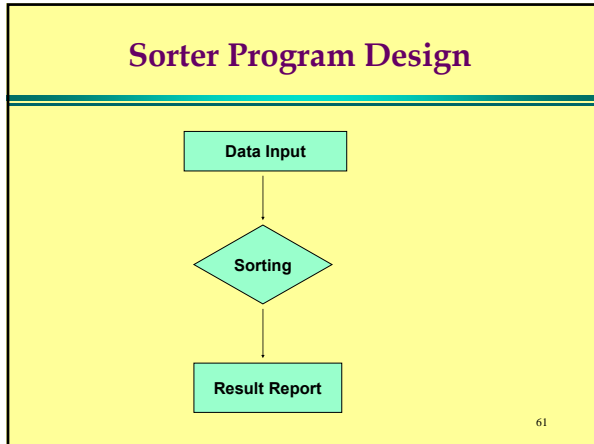 Sorter Program Design
Data Input
Sorting
Result Report
61